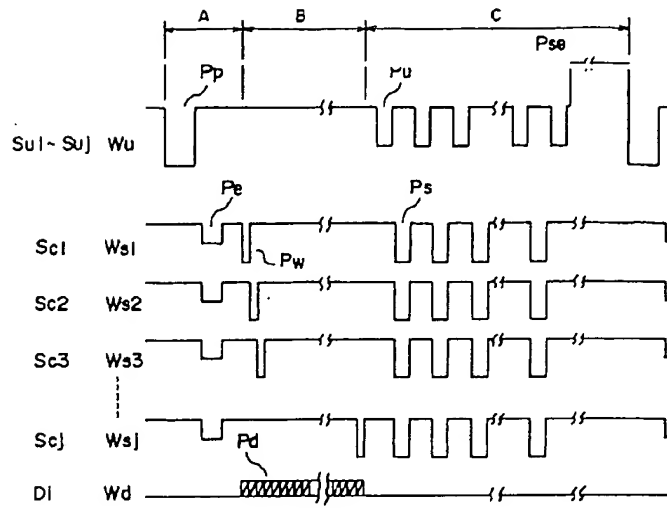 A B C
Pse
Pp Pu
Su1~Suj Wu
Pe Ps
Sc1 Ws1
Pw
Sc2 Ws2
Sc3 Ws3
Scj Wsj
Pd
Di Wd